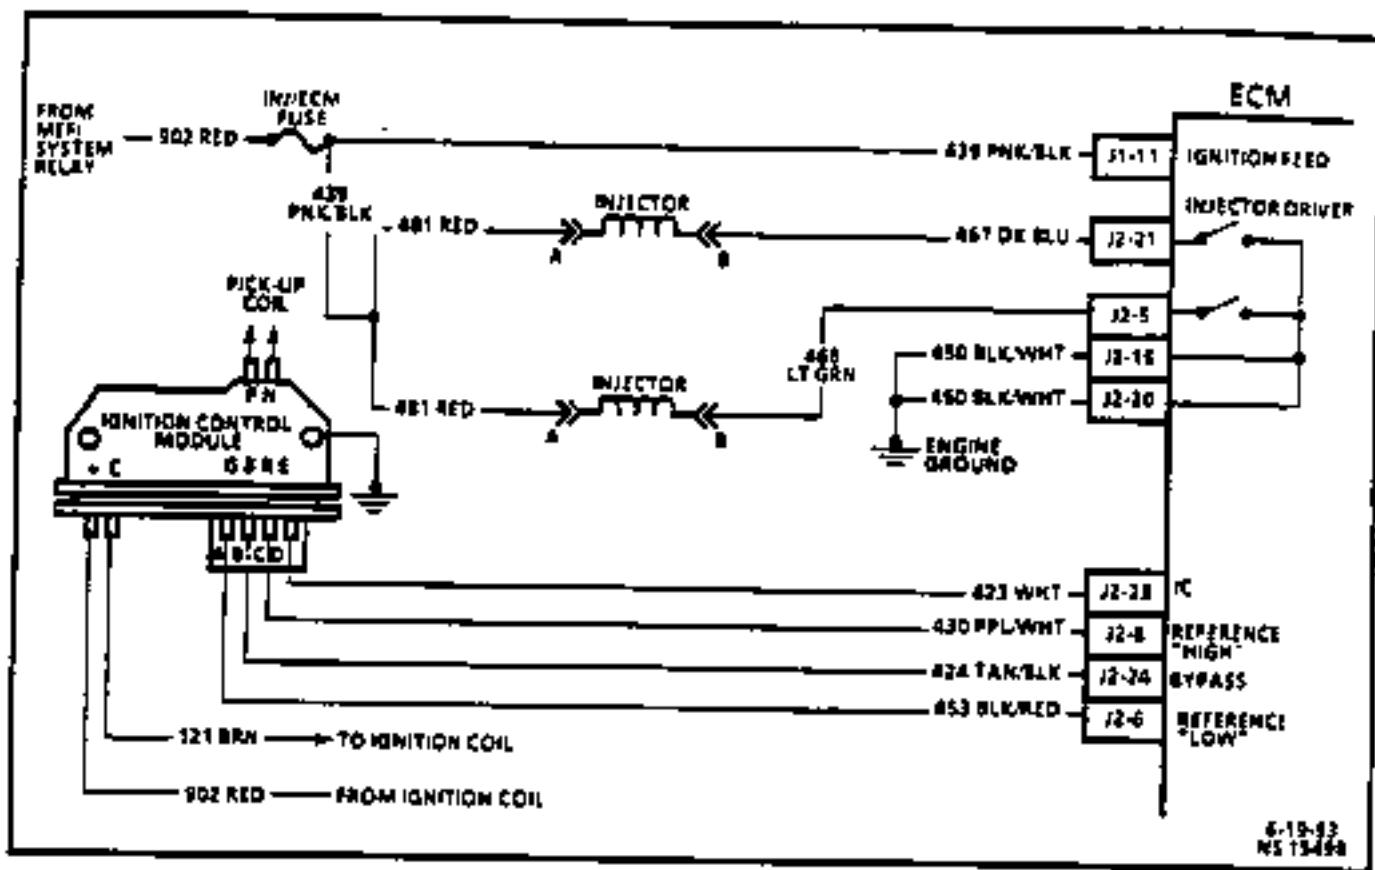 ECM
FROM
MEFI
SYSTEM
RELAY
902 RED
INJ/ECM
FUSE
439 PNK/BLK
J1-11
IGNITION FEED
439
PNK/BLK
481 RED
INJECTOR
A
B
467 DK BLU
J2-21
INJECTOR DRIVER
PICK-UP
COIL
J2-5
468
LT GRN
450 BLK/WHT
481 RED
INJECTOR
A
B
450 BLK/WHT
J2-20
ENGINE
GROUND
P N
IGNITION CONTROL
MODULE
+ C
G B R E
A B C D
423 WHT
J2-23
IC
430 PPL/WHT
J2-8
REFERENCE
"HIGH"
424 TAN/BLK
J2-24
BYPASS
453 BLK/RED
J2-6
REFERENCE
"LOW"
121 BRN
TO IGNITION COIL
902 RED
FROM IGNITION COIL
6-19-93